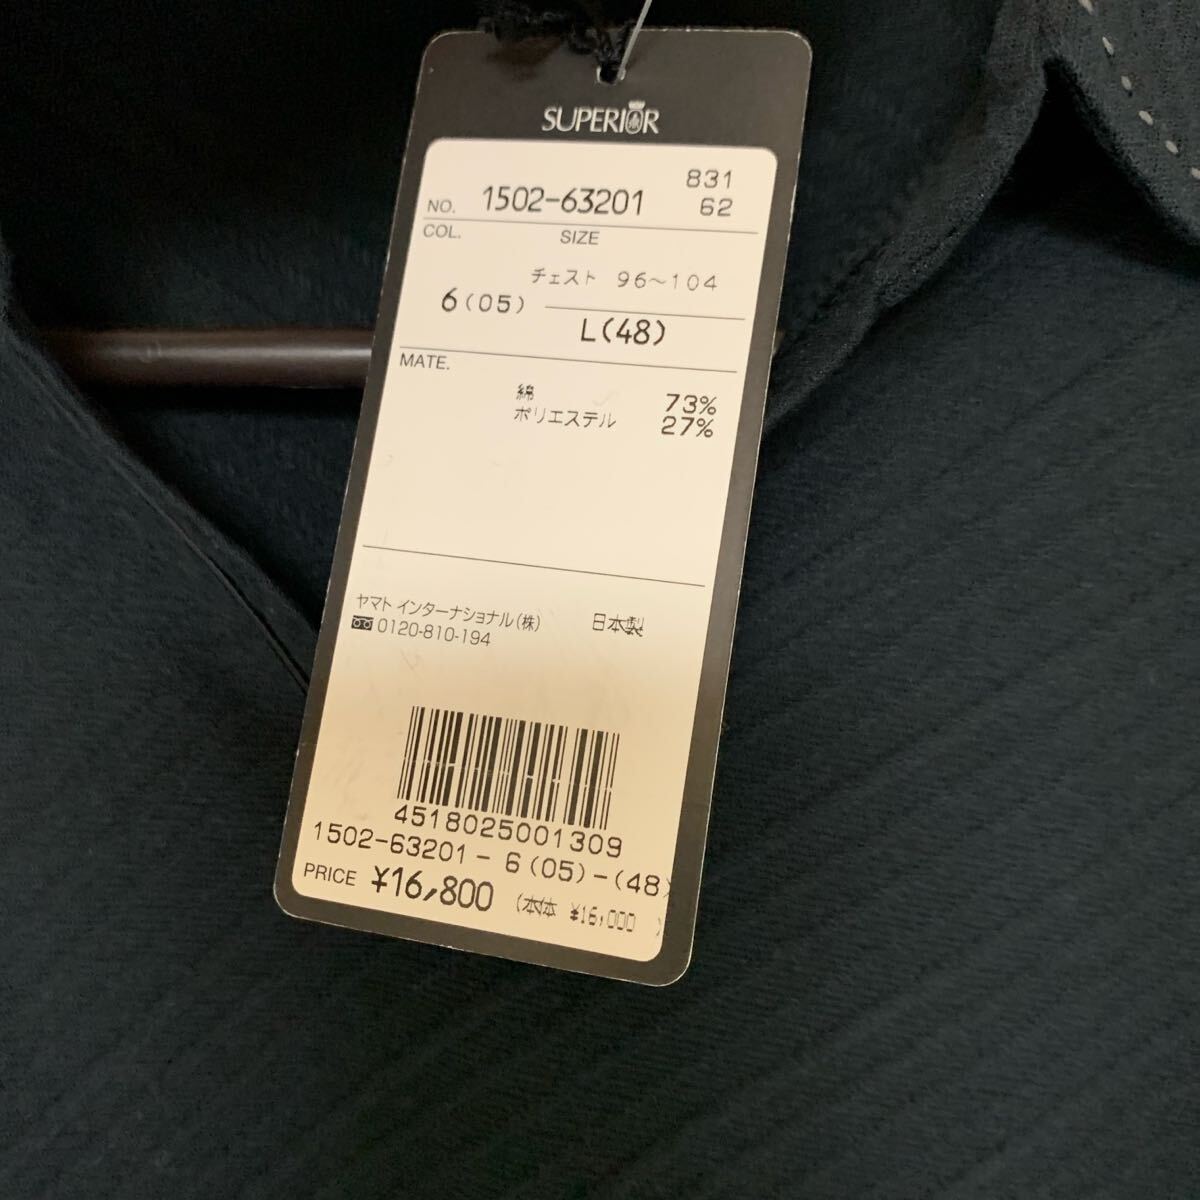 SUPERIOR
831
NO. 1502-63201 62
COL. SIZE
チェスト 96~104
6(05)
L(48)
MATE.
綿 73%
ポリエステル 27%
ヤマト インターナショナル(株) 日本製
0120-810-194
4518025001309
1502-63201-6(05)-(48)
PRICE ¥16,800 (本体 ¥16,000 )